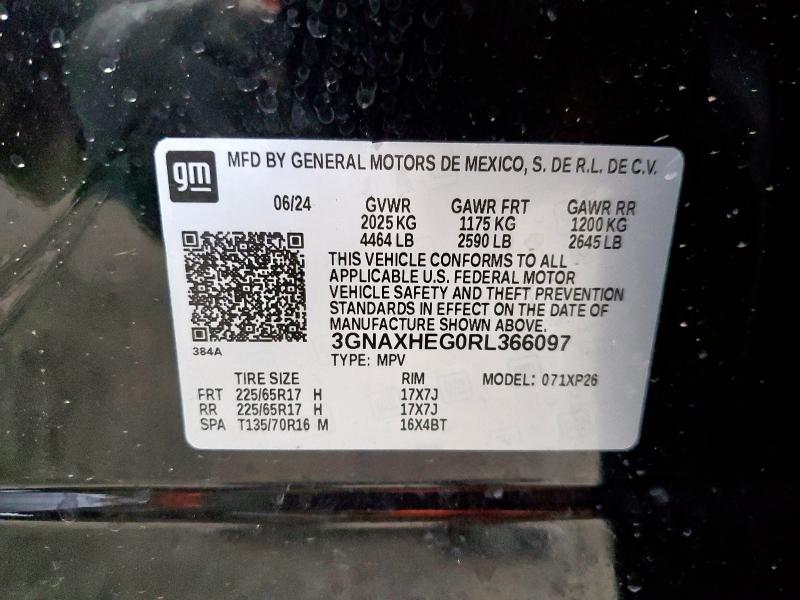 gm MFD BY GENERAL MOTORS DE MEXICO, S. DE R.L. DE C.V.
06/24 GVWR GAWR FRT GAWR RR
2025 KG 1175 KG 1200 KG
4464 LB 2590 LB 2645 LB
THIS VEHICLE CONFORMS TO ALL
APPLICABLE U.S. FEDERAL MOTOR
VEHICLE SAFETY AND THEFT PREVENTION
STANDARDS IN EFFECT ON THE DATE OF
MANUFACTURE SHOWN ABOVE.
3GNAXHEG0RL366097
384A
TYPE: MPV
TIRE SIZE RIM MODEL: 071XP26
FRT 225/65R17 H 17X7J
RR 225/65R17 H 17X7J
SPA T135/70R16 M 16X4BT